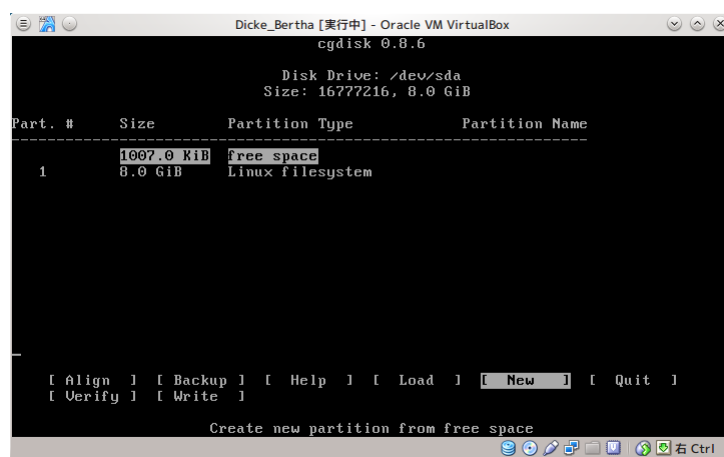 Dicke_Bertha [実行中] - Oracle VM VirtualBox
cgdisk 0.8.6
Disk Drive: /dev/sda
Size: 16777216, 8.0 GiB
Part. # Size Partition Type Partition Name
1007.0 KiB free space
1 8.0 GiB Linux filesystem
[ Align ] [ Backup ] [ Help ] [ Load ] [ New ] [ Quit ]
[ Verify ] [ Write ]
Create new partition from free space
右 Ctrl